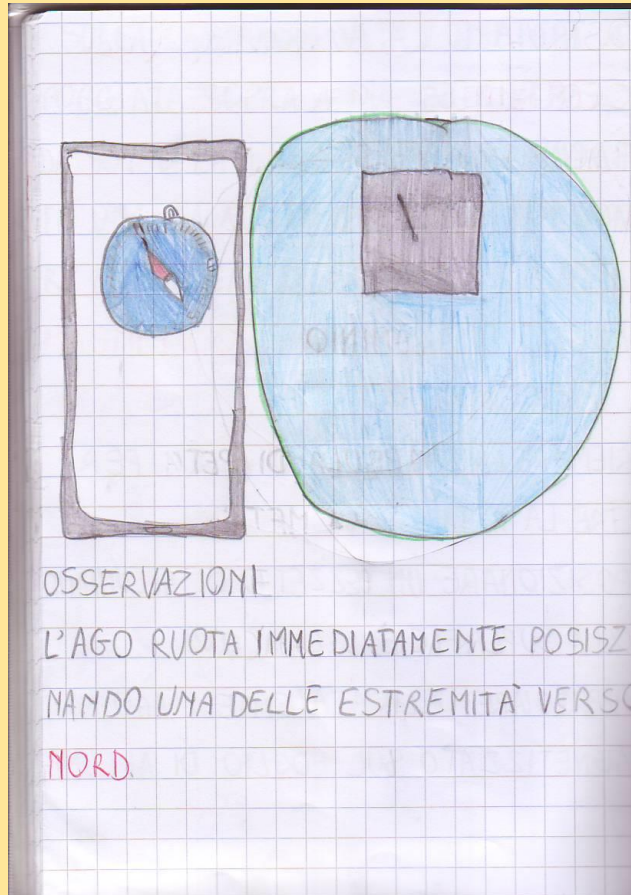 OSSERVAZIONI
L'AGO RUOTA IMMEDIATAMENTE POSISZ
NANDO UNA DELLE ESTREMITÀ VERSO
NORD.